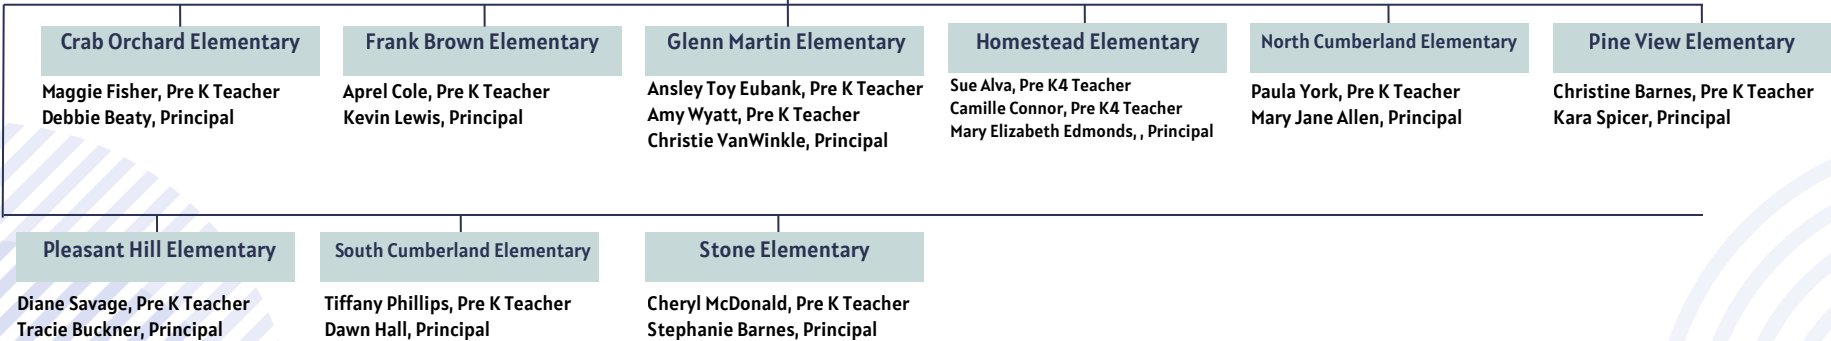 Crab Orchard Elementary
Maggie Fisher, Pre K Teacher
Debbie Beaty, Principal
Frank Brown Elementary
Aprel Cole, Pre K Teacher
Kevin Lewis, Principal
Glenn Martin Elementary
Ansley Toy Eubank, Pre K Teacher
Amy Wyatt, Pre K Teacher
Christie VanWinkle, Principal
Homestead Elementary
Sue Alva, Pre K4 Teacher
Camille Connor, Pre K4 Teacher
Mary Elizabeth Edmonds, , Principal
North Cumberland Elementary
Paula York, Pre K Teacher
Mary Jane Allen, Principal
Pine View Elementary
Christine Barnes, Pre K Teacher
Kara Spicer, Principal
Pleasant Hill Elementary
Diane Savage, Pre K Teacher
Tracie Buckner, Principal
South Cumberland Elementary
Tiffany Phillips, Pre K Teacher
Dawn Hall, Principal
Stone Elementary
Cheryl McDonald, Pre K Teacher
Stephanie Barnes, Principal